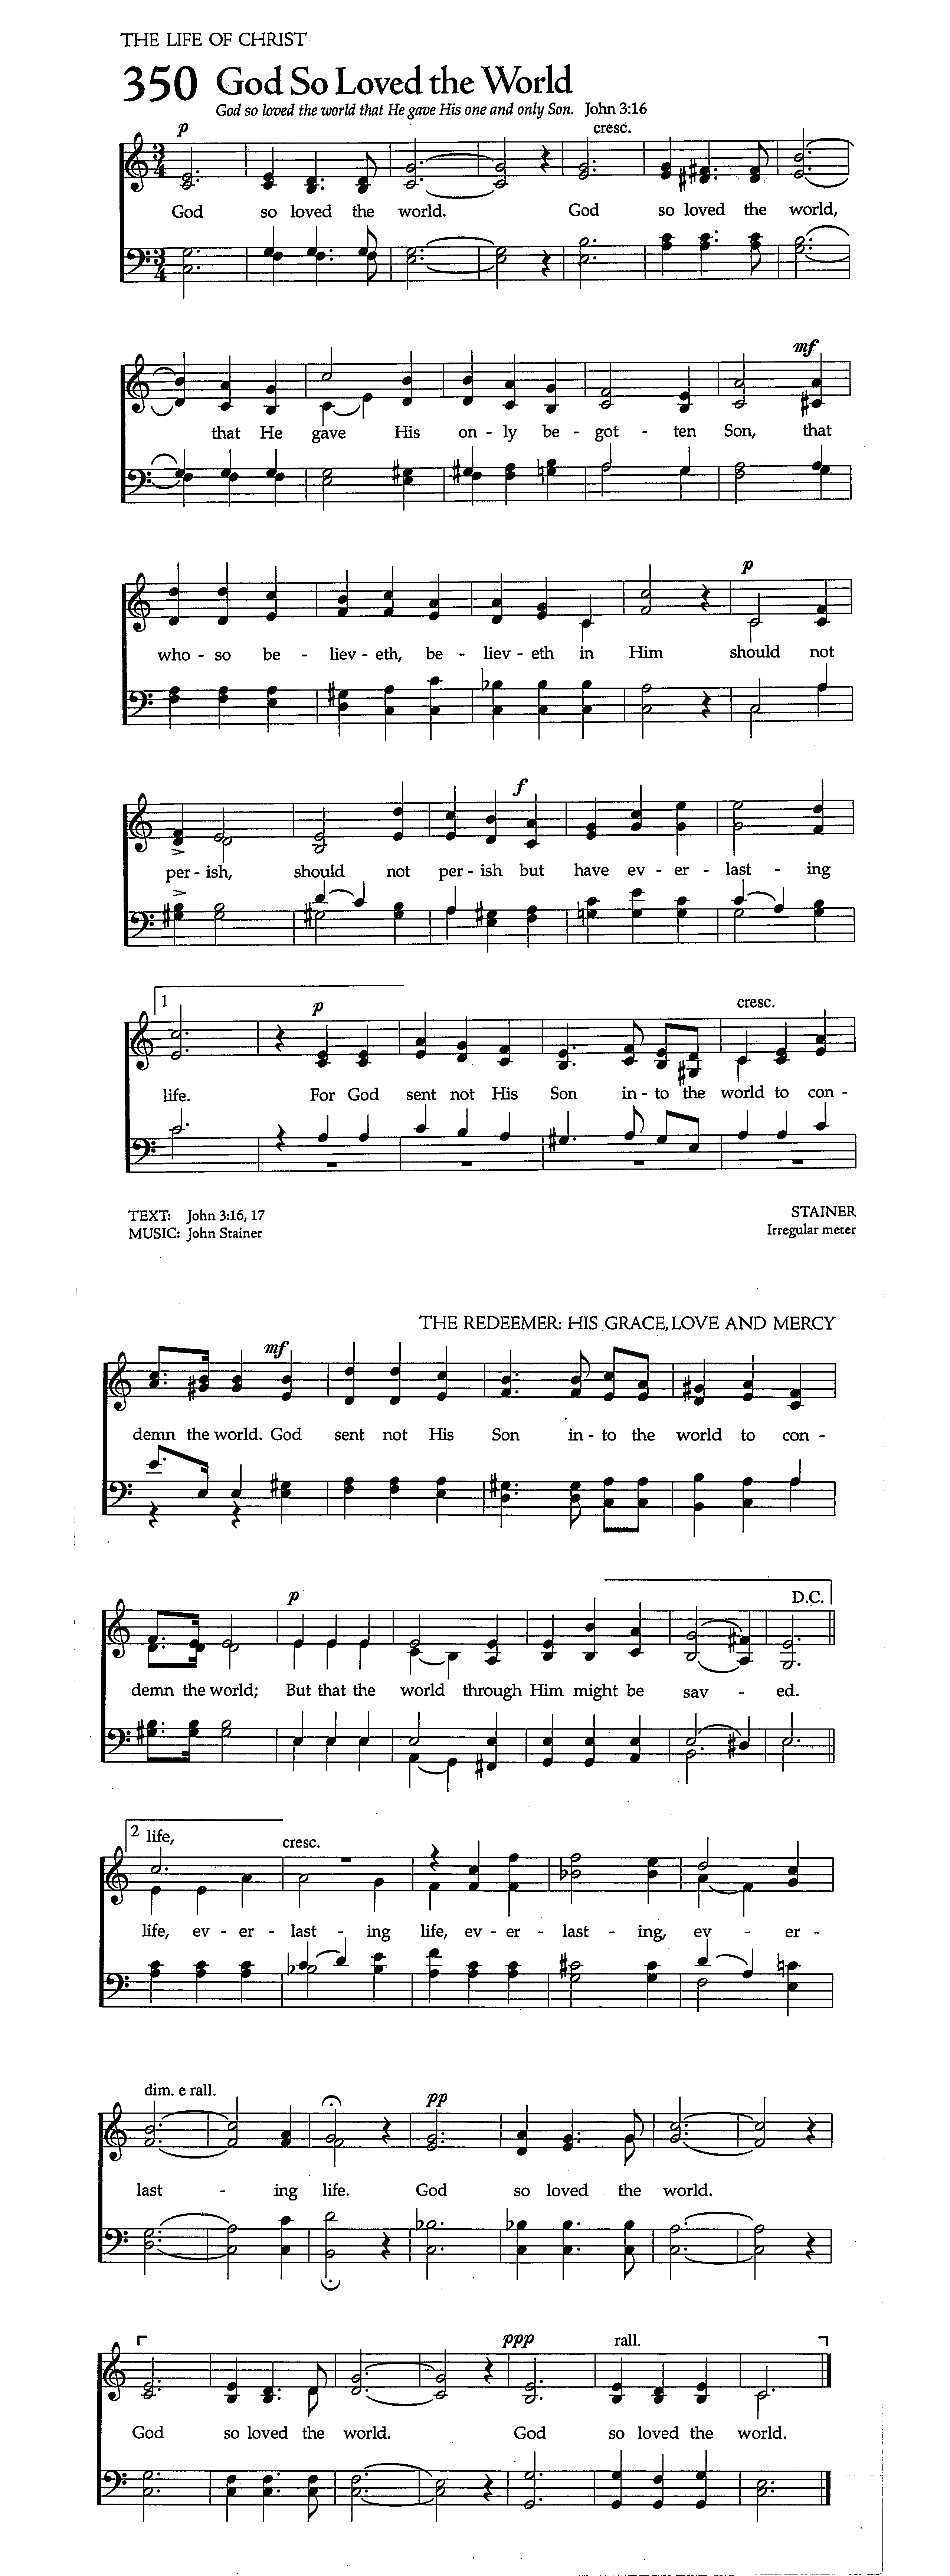 THE LIFE OF CHRIST
350 God So Loved the World
God so loved the world that He gave His one and only Son. John 3:16
p cresc.
3 4
God so loved the world. God so loved the world,
3 4
mf
that He gave His on - ly be - got - ten Son, that
p
who - so be - liev - eth, be - liev - eth in Him should not
f
per - ish, should not per - ish but have ev - er - last - ing
1 p cresc.
life. For God sent not His Son in - to the world to con -
TEXT: John 3:16, 17 STAINER
MUSIC: John Stainer Irregular meter
THE REDEEMER: HIS GRACE, LOVE AND MERCY
mf
demn the world. God sent not His Son in - to the world to con -
p D.C.
demn the world; But that the world through Him might be sav - ed.
2 life, cresc.
life, ev - er - last - ing life, ev - er - last - ing, ev - er -
dim. e rall. pp
last - ing life. God so loved the world.
ppp rall.
God so loved the world. God so loved the world.